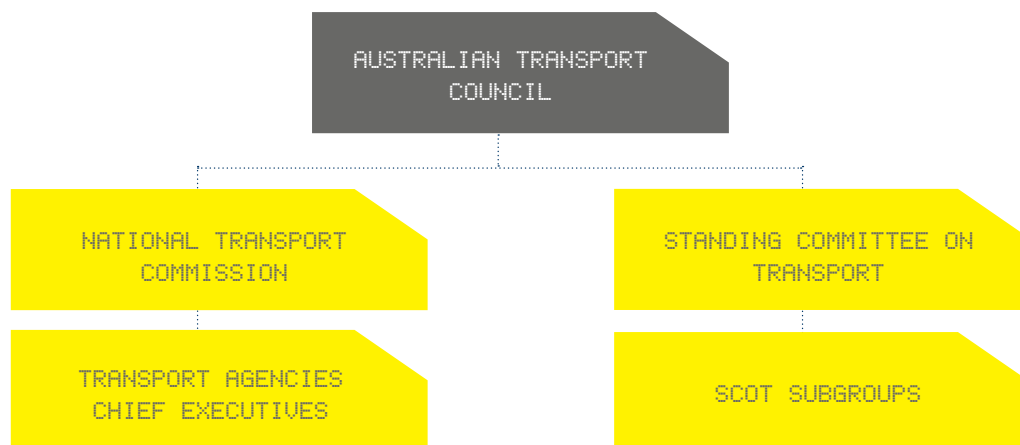 AUSTRALIAN TRANSPORT
COUNCIL
NATIONAL TRANSPORT
COMMISSION
STANDING COMMITTEE ON
TRANSPORT
TRANSPORT AGENCIES
CHIEF EXECUTIVES
SCOT SUBGROUPS